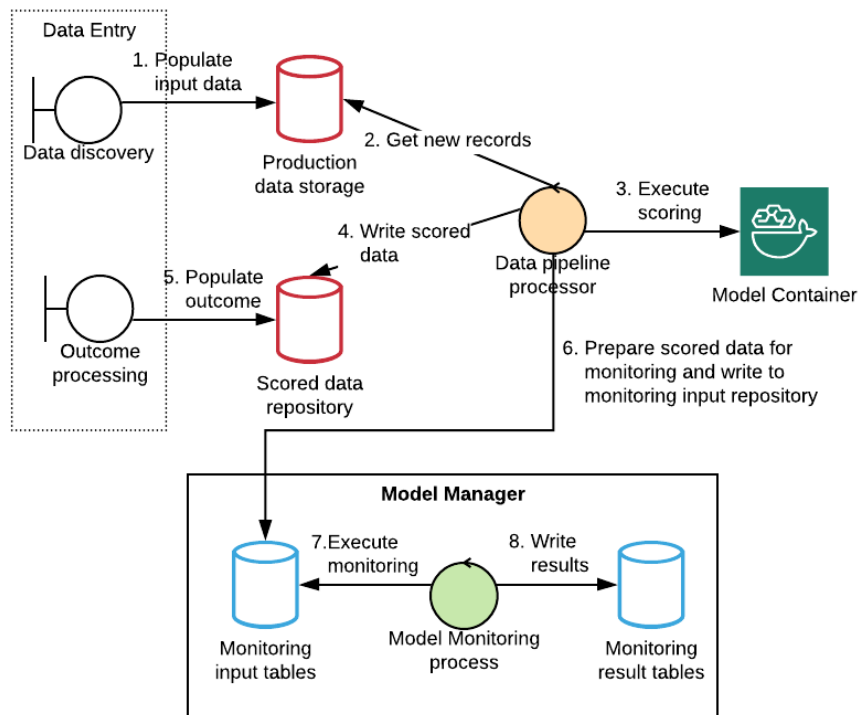 Data Entry
1. Populate
input data
Data discovery
Production
data storage
2. Get new records
3. Execute
scoring
4. Write scored
data
Data pipeline
processor
Model Container
5. Populate
outcome
Outcome
processing
Scored data
repository
6. Prepare scored data for
monitoring and write to
monitoring input repository
Model Manager
7.Execute
monitoring
8. Write
results
Monitoring
input tables
Model Monitoring
process
Monitoring
result tables